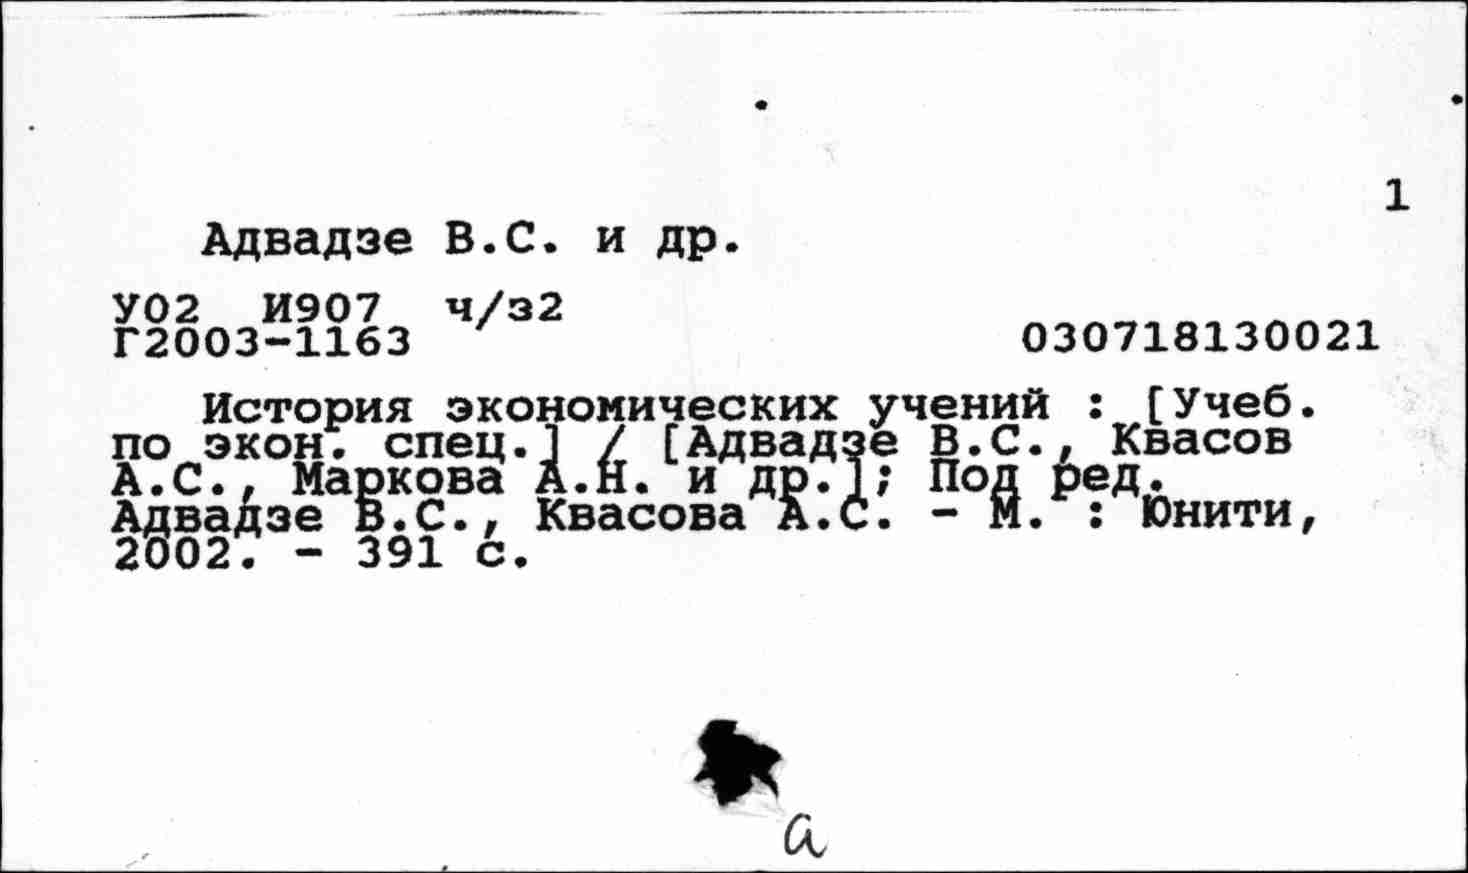 1
Адвадзе В.С. и др.
У02 И907 ч/з2
Г2003-1163 030718130021
История экономических учений : [Учеб.
по экон. спец.] / [Адвадзе В.С., Квасов
А.С., Маркова А.Н. и др.]; Под ред.
Адвадзе В.С., Квасова А.С. - М. : Юнити,
2002. - 391 с.
а